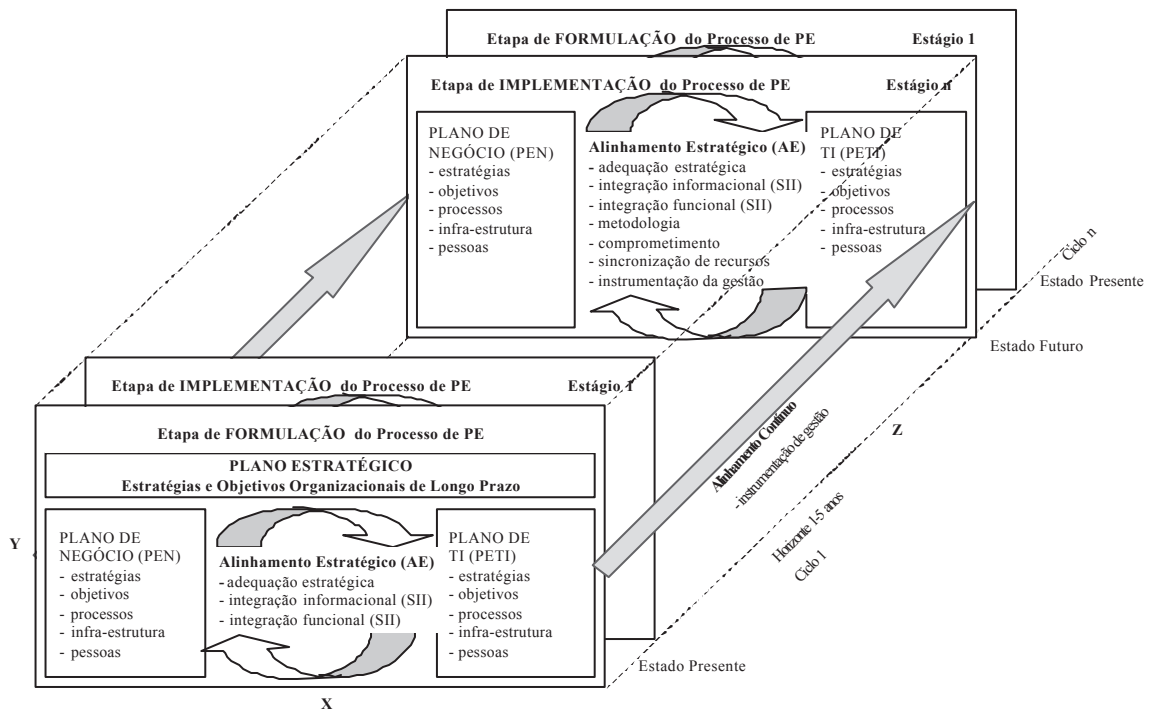 Etapa de FORMULAÇÃO do Processo de PE Estágio 1
Etapa de IMPLEMENTAÇÃO do Processo de PE Estágio n
PLANO DE
NEGÓCIO (PEN)
- estratégias
- objetivos
- processos
- infra-estrutura
- pessoas
Alinhamento Estratégico (AE)
- adequação estratégica
- integração informacional (SII)
- integração funcional (SII)
- metodologia
- comprometimento
- sincronização de recursos
- instrumentação da gestão
PLANO DE
TI (PETI)
- estratégias
- objetivos
- processos
- infra-estrutura
- pessoas
Ciclo n
Estado Presente
Estado Futuro
Z
Alinhamento Contínuo
- instrumentação de gestão
Horizonte 1-5 anos
Ciclo 1
Etapa de IMPLEMENTAÇÃO do Processo de PE Estágio 1
Etapa de FORMULAÇÃO do Processo de PE
PLANO ESTRATÉGICO
Estratégias e Objetivos Organizacionais de Longo Prazo
Y
PLANO DE
NEGÓCIO (PEN)
- estratégias
- objetivos
- processos
- infra-estrutura
- pessoas
Alinhamento Estratégico (AE)
- adequação estratégica
- integração informacional (SII)
- integração funcional (SII)
PLANO DE
TI (PETI)
- estratégias
- objetivos
- processos
- infra-estrutura
- pessoas
Estado Presente
X